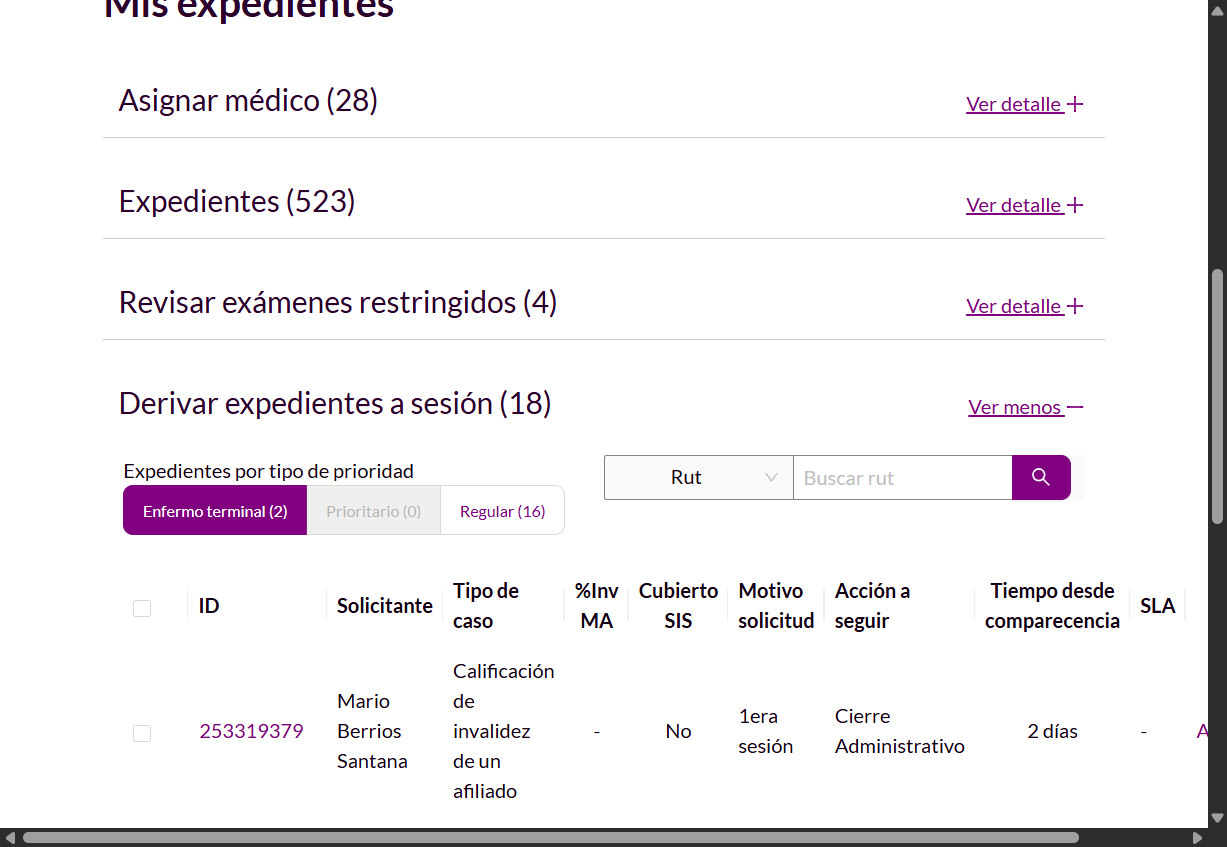 Mis expedientes
Asignar médico (28)
Ver detalle
Expedientes (523)
Ver detalle
Revisar exámenes restringidos (4)
Ver detalle
Derivar expedientes a sesión (18)
Ver menos
Expedientes por tipo de prioridad
Rut
Buscar rut
Enfermo terminal (2)
Prioritario (0)
Regular (16)
ID
Solicitante
Tipo de
caso
%Inv
MA
Cubierto
SIS
Motivo
solicitud
Acción a
seguir
Tiempo desde
comparecencia
SLA
253319379
Mario
Berrios
Santana
Calificación
de
invalidez
de un
afiliado
-
No
1era
sesión
Cierre
Administrativo
2 días
-
A